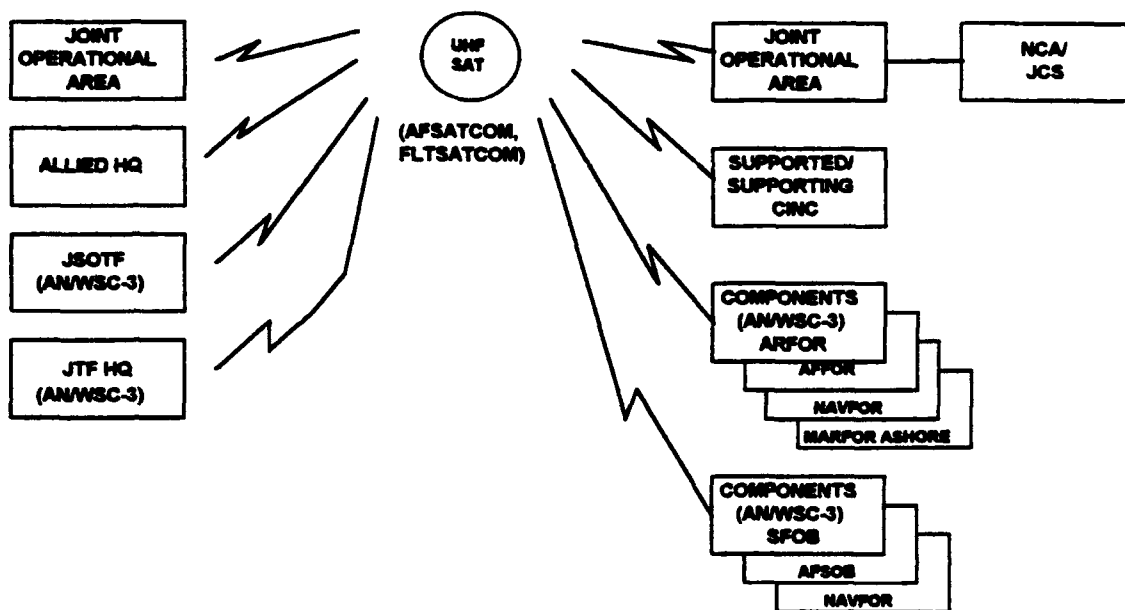 JOINT
OPERATIONAL
AREA
ALLIED HQ
JSOTF
(AN/WSC-3)
JTF HQ
(AN/WSC-3)
UHF
SAT
(AFSATCOM,
FLTSATCOM)
JOINT
OPERATIONAL
AREA
NCA/
JCS
SUPPORTED/
SUPPORTING
CINC
COMPONENTS
(AN/WSC-3)
ARFOR
AFFOR
NAVFOR
MARFOR ASHORE
COMPONENTS
(AN/WSC-3)
SFOB
AFSOB
NAVFOR